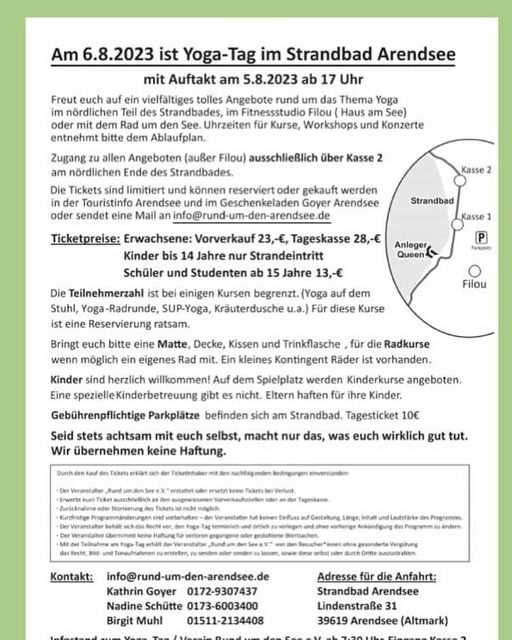 Am 6.8.2023 ist Yoga-Tag im Strandbad Arendsee
mit Auftakt am 5.8.2023 ab 17 Uhr
Freut euch auf ein vielfältiges tolles Angebote rund um das Thema Yoga
im nördlichen Teil des Strandbades, im Fitnessstudio Filou ( Haus am See)
oder mit dem Rad um den See. Uhrzeiten für Kurse, Workshops und Konzerte
entnehmt bitte dem Ablaufplan.
Zugang zu allen Angeboten (außer Filou) ausschließlich über Kasse 2
am nördlichen Ende des Strandbades.
Die Tickets sind limitiert und können reserviert oder gekauft werden
in der Touristinfo Arendsee und im Geschenkeladen Goyer Arendsee
oder sendet eine Mail an info@rund-um-den-arendsee.de
Kasse 2
Strandbad
Kasse 1
P
Parkplatz
Anleger
Queen
Filou
Ticketpreise: Erwachsene: Vorverkauf 23,-€, Tageskasse 28,-€
Kinder bis 14 Jahre nur Strandeintritt
Schüler und Studenten ab 15 Jahre 13,-€
Die Teilnehmerzahl ist bei einigen Kursen begrenzt. (Yoga auf dem
Stuhl, Yoga-Radrunde, SUP-Yoga, Kräuterdusche u.a.) Für diese Kurse
ist eine Reservierung ratsam.
Bringt euch bitte eine Matte, Decke, Kissen und Trinkflasche , für die Radkurse
wenn möglich ein eigenes Rad mit. Ein kleines Kontingent Räder ist vorhanden.
Kinder sind herzlich willkommen! Auf dem Spielplatz werden Kinderkurse angeboten.
Eine spezielle Kinderbetreuung gibt es nicht. Eltern haften für ihre Kinder.
Gebührenpflichtige Parkplätze befinden sich am Strandbad. Tagesticket 10€
Seid stets achtsam mit euch selbst, macht nur das, was euch wirklich gut tut.
Wir übernehmen keine Haftung.
Durch den Kauf des Tickets erklärt sich der Ticketinhaber mit den nachfolgenden Bedingungen einverstanden
- Der Veranstalter „Rund um den See e.V." erstattet oder ersetzt keine Tickets bei Verlust.
- Erwerbt euer Ticket ausschließlich an den ausgewiesenen Vorverkaufsstellen oder an der Tageskasse.
- Zurücknahme oder Stornierung des Tickets ist nicht möglich.
- Kurzfristige Programmänderungen sind vorbehalten – der Veranstalter hat keinen Einfluss auf Gestaltung, Länge, Inhalt und Lautstärke des Programms.
- Der Veranstalter behält sich das Recht vor, den Yoga-Tag terminlich und örtlich zu verlegen und ohne vorherige Ankündigung das Programm zu ändern.
- Der Veranstalter übernimmt keine Haftung für verloren gegangene oder gestohlene Wertsachen.
- Mit der Teilnahme am Yoga-Tag erhält der Veranstalter „Rund um den See e.V." von den Besucher*innen ohne gesonderte Vergütung
das Recht, Bild- und Tonaufnahmen zu erstellen, zu senden oder senden zu lassen, sowie diese selbst oder durch Dritte auszustrahlen.
Kontakt: info@rund-um-den-arendsee.de
Kathrin Goyer 0172-9307437
Nadine Schütte 0173-6003400
Birgit Muhl 01511-2134408
Adresse für die Anfahrt:
Strandbad Arendsee
Lindenstraße 31
39619 Arendsee (Altmark)
Infostand zum Yoga-Tag / Verein Rund um den See e.V. ab 7:30 Uhr Eingang Kasse 2